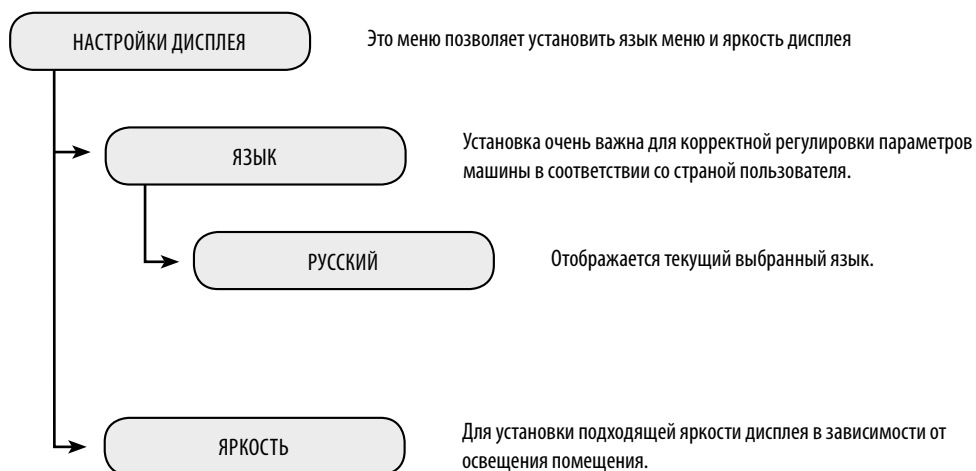 НАСТРОЙКИ ДИСПЛЕЯ
Это меню позволяет установить язык меню и яркость дисплея
ЯЗЫК
Установка очень важна для корректной регулировки параметров
машины в соответствии со страной пользователя.
РУССКИЙ
Отображается текущий выбранный язык.
ЯРКОСТЬ
Для установки подходящей яркости дисплея в зависимости от
освещения помещения.